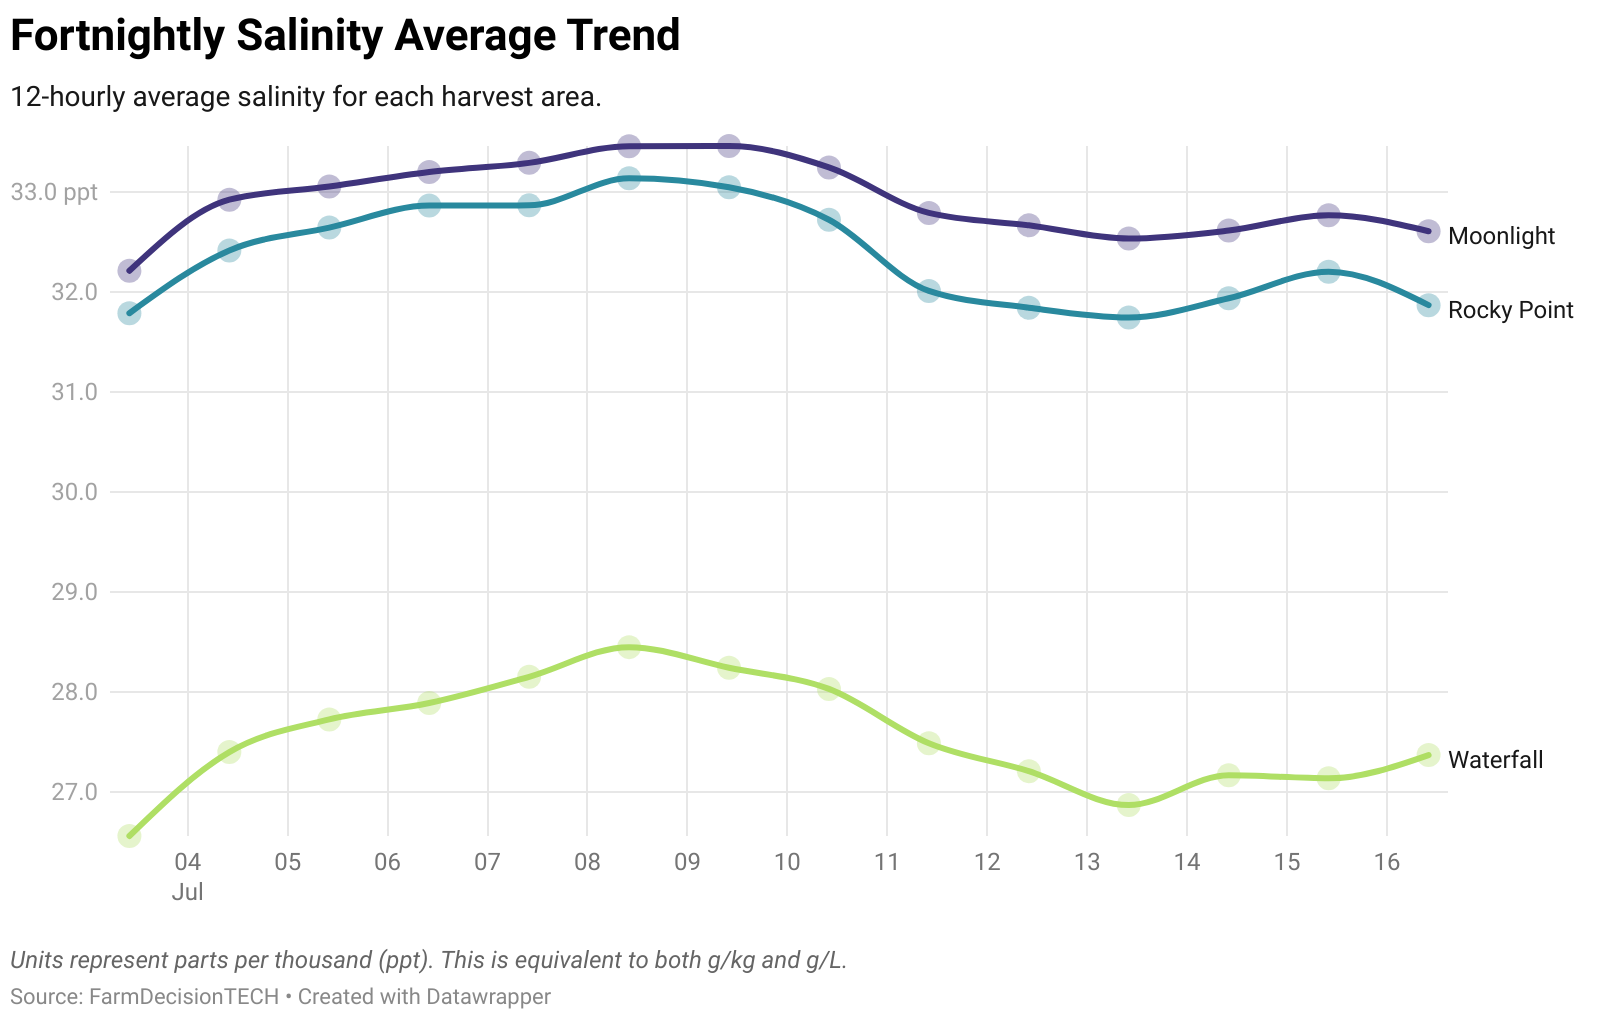 Fortnightly Salinity Average Trend
12-hourly average salinity for each harvest area.
33.0 ppt
32.0
31.0
30.0
29.0
28.0
27.0
Moonlight
Rocky Point
Waterfall
04 05 06 07 08 09 10 11 12 13 14 15 16
Jul
Units represent parts per thousand (ppt). This is equivalent to both g/kg and g/L.
Source: FarmDecisionTECH • Created with Datawrapper